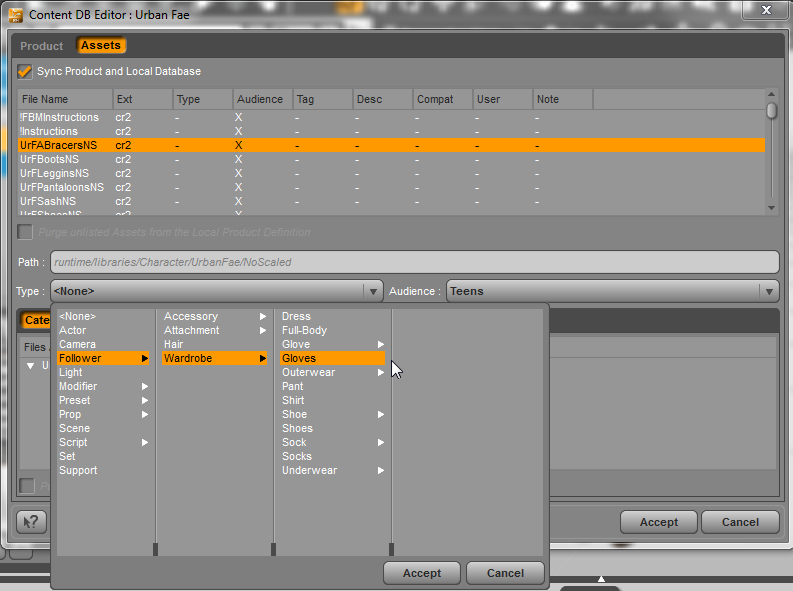 Content DB Editor : Urban Fae
Product Assets
Sync Product and Local Database
File Name Ext Type Audience Tag Desc Compat User Note
!FBMInstructions cr2 - X - - - - -
!Instructions cr2 - X - - - - -
UrFABracersNS cr2 - X - - - - -
UrFBootsNS cr2 - X - - - - -
UrFLegginsNS cr2 - X - - - - -
UrFPantaloonsNS cr2 - X - - - - -
UrFSashNS cr2 - X - - - - -
UrFShoesNS cr2 - X - - - - -
Purge unlisted Assets from the Local Product Definition
Path : runtime/libraries/Character/UrbanFae/NoScaled
Type : <None> Audience : Teens
Cate
Files
U
<None> Accessory Dress
Actor Attachment Full-Body
Camera Hair Glove
Follower Wardrobe Gloves
Light Outerwear
Modifier Pant
Preset Shirt
Prop Shoe
Scene Shoes
Script Sock
Set Socks
Support Underwear
? Accept Cancel
Accept Cancel